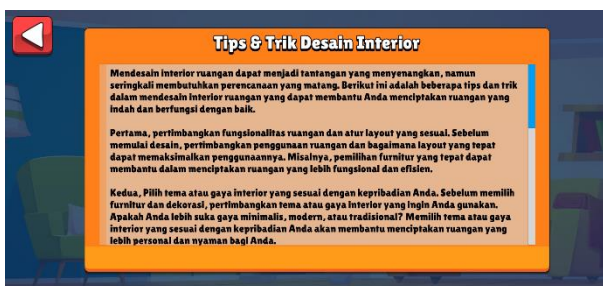 Tips & Trik Desain Interior
Mendesain interior ruangan dapat menjadi tantangan yang menyenangkan, namun
seringkali membutuhkan perencanaan yang matang. Berikut ini adalah beberapa tips dan trik
dalam mendesain interior ruangan yang dapat membantu Anda menciptakan ruangan yang
indah dan berfungsi dengan baik.
Pertama, pertimbangkan fungsionalitas ruangan dan atur layout yang sesuai. Sebelum
memulai desain, pertimbangkan penggunaan ruangan dan bagaimana layout yang tepat
dapat memaksimalkan penggunaannya. Misalnya, pemilihan furnitur yang tepat dapat
membantu dalam menciptakan ruangan yang lebih fungsional dan efisien.
Kedua, Pilih tema atau gaya interior yang sesuai dengan kepribadian Anda. Sebelum memilih
furnitur dan dekorasi, pertimbangkan tema atau gaya interior yang ingin Anda gunakan.
Apakah Anda lebih suka gaya minimalis, modern, atau tradisional? Memilih tema atau gaya
interior yang sesuai dengan kepribadian Anda akan membantu menciptakan ruangan yang
lebih personal dan nyaman bagi Anda.